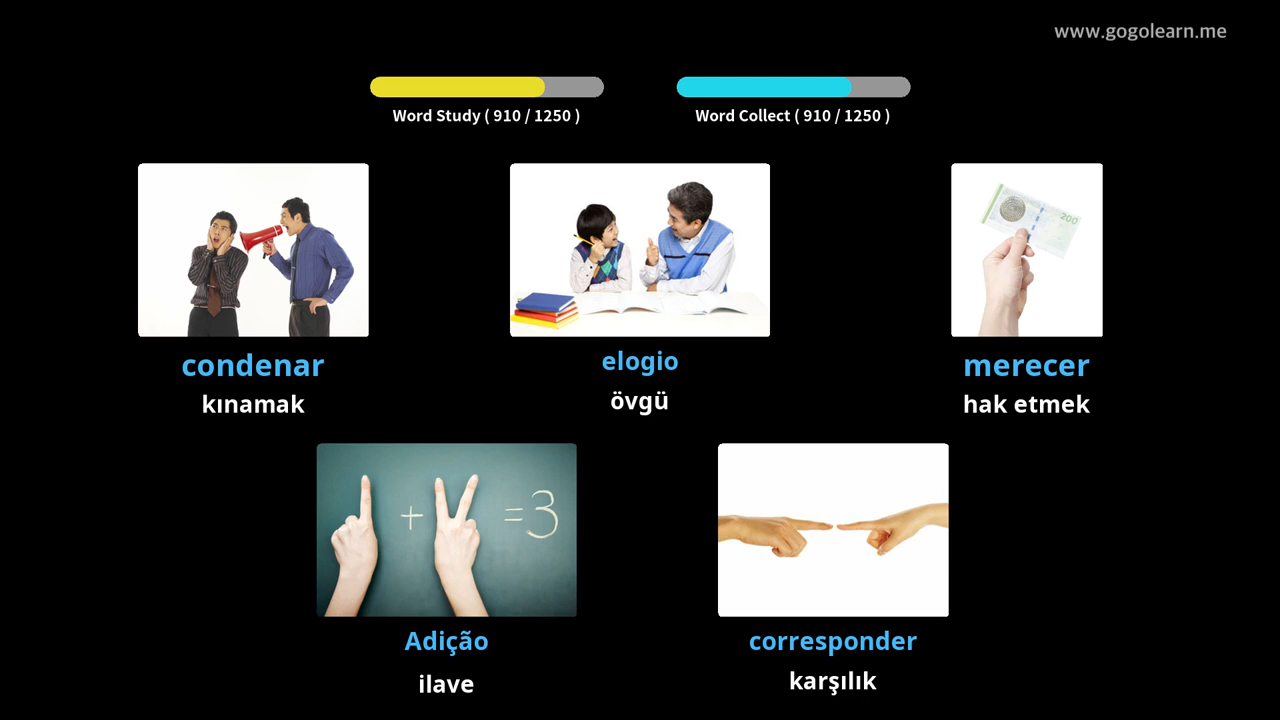 www.gogolearn.me
Word Study ( 910 / 1250 )
Word Collect ( 910 / 1250 )
condenar
kınamak
elogio
övgü
200
merecer
hak etmek
+ = 3
Adição
ilave
corresponder
karşılık